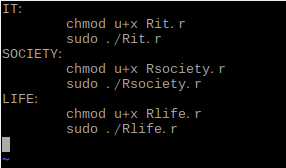 IT:
        chmod u+x Rit.r
        sudo ./Rit.r
SOCIETY:
        chmod u+x Rsociety.r
        sudo ./Rsociety.r
LIFE:
        chmod u+x Rlife.r
        sudo ./Rlife.r
~